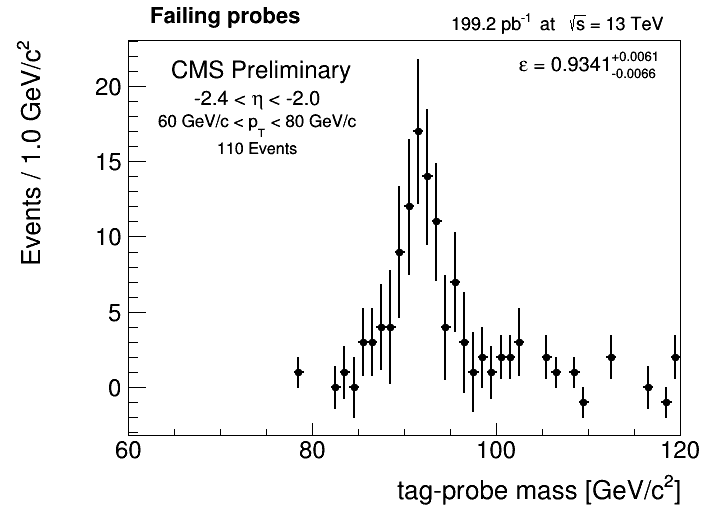 Failing probes
199.2 pb⁻¹ at √s = 13 TeV
CMS Preliminary
-2.4 < η < -2.0
60 GeV/c < p_T < 80 GeV/c
110 Events
ε = 0.9341 +0.0061 -0.0066
Events / 1.0 GeV/c²
20
15
10
5
0
60 80 100 120
tag-probe mass [GeV/c²]